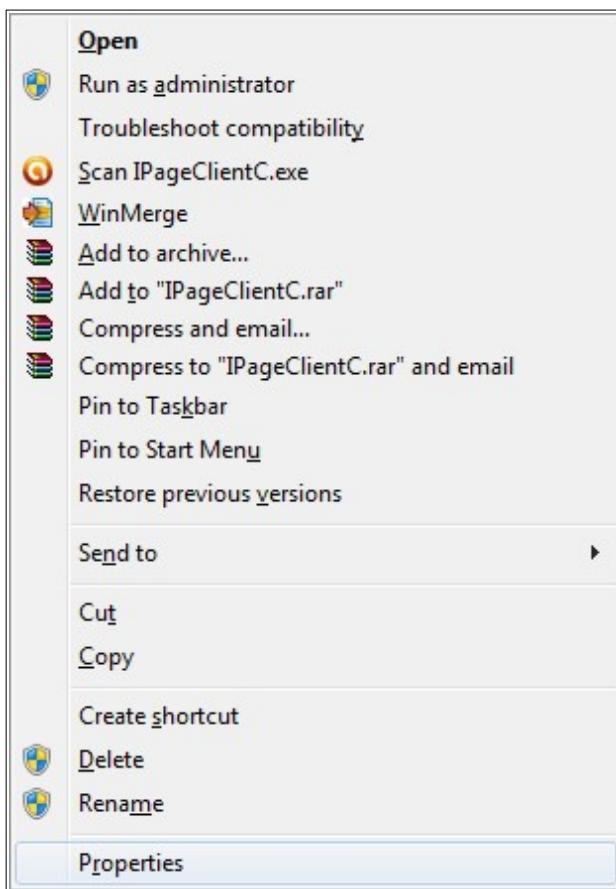 Open
Run as administrator
Troubleshoot compatibility
Scan IPageClientC.exe
WinMerge
Add to archive...
Add to "IPageClientC.rar"
Compress and email...
Compress to "IPageClientC.rar" and email
Pin to Taskbar
Pin to Start Menu
Restore previous versions
Send to
Cut
Copy
Create shortcut
Delete
Rename
Properties